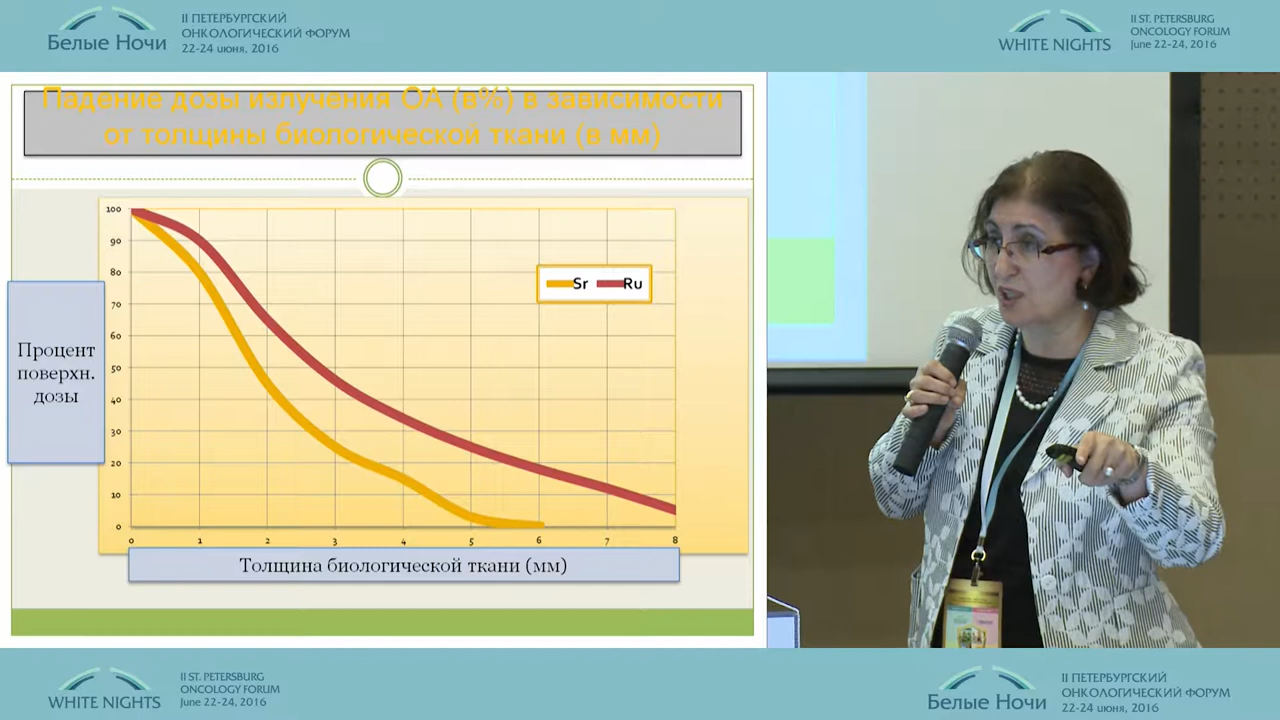 Белые Ночи
II ПЕТЕРБУРГСКИЙ
ОНКОЛОГИЧЕСКИЙ ФОРУМ
22-24 июня, 2016
WHITE NIGHTS
II ST. PETERSBURG
ONCOLOGY FORUM
June 22-24, 2016
Падение дозы излучения ОА (в%) в зависимости
от толщины биологической ткани (в мм)
100
90
80
70
60
50
40
30
20
10
0
Sr
Ru
Процент
поверхн.
дозы
0 1 2 3 4 5 6 7 8
Толщина биологической ткани (мм)
WHITE NIGHTS
II ST. PETERSBURG
ONCOLOGY FORUM
June 22-24, 2016
Белые Ночи
II ПЕТЕРБУРГСКИЙ
ОНКОЛОГИЧЕСКИЙ ФОРУМ
22-24 июня, 2016